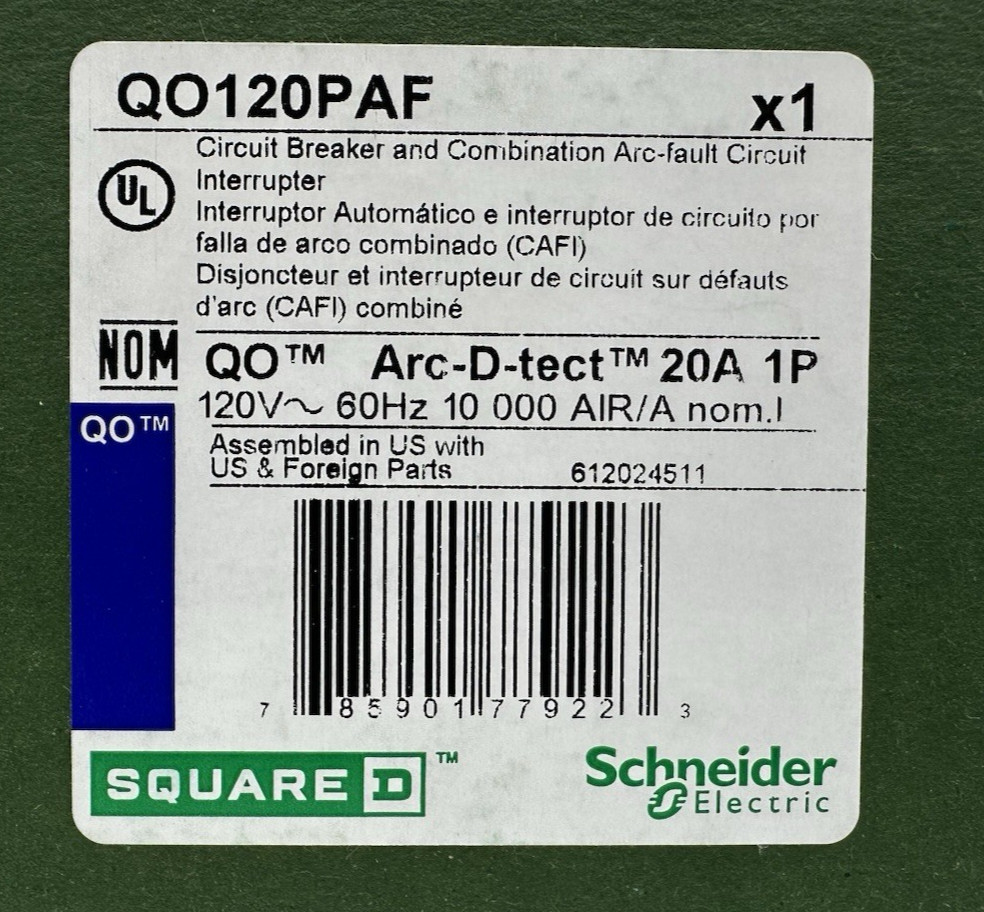 QO120PAF x1
UL
Circuit Breaker and Combination Arc-fault Circuit
Interrupter
Interruptor Automático e interruptor de circuito por
falla de arco combinado (CAFI)
Disjoncteur et interrupteur de circuit sur défauts
d'arc (CAFI) combiné
NOM
QO™ Arc-D-tect™ 20A 1P
120V~ 60Hz 10 000 AIR/A nom.I
QO™
Assembled in US with
US & Foreign Parts 612024511
7 85901 77922 3
SQUARE D™
Schneider
Electric